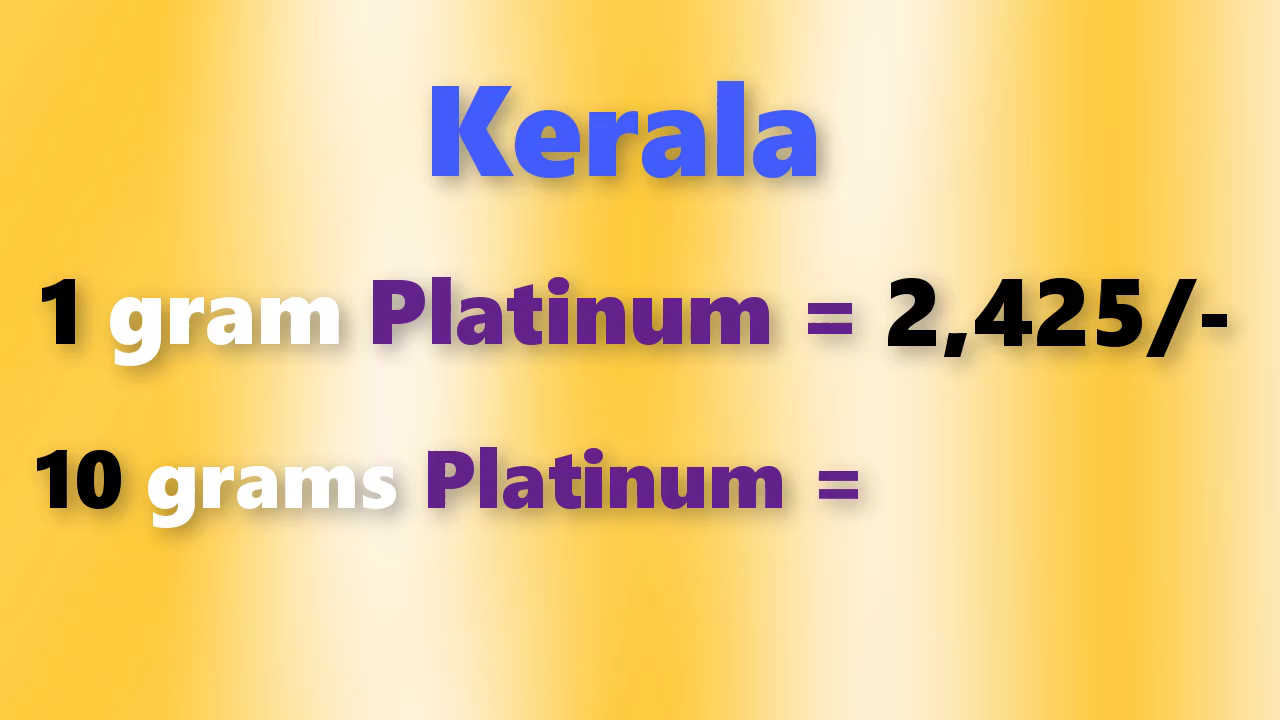 Kerala
1 gram Platinum = 2,425/-
10 grams Platinum =